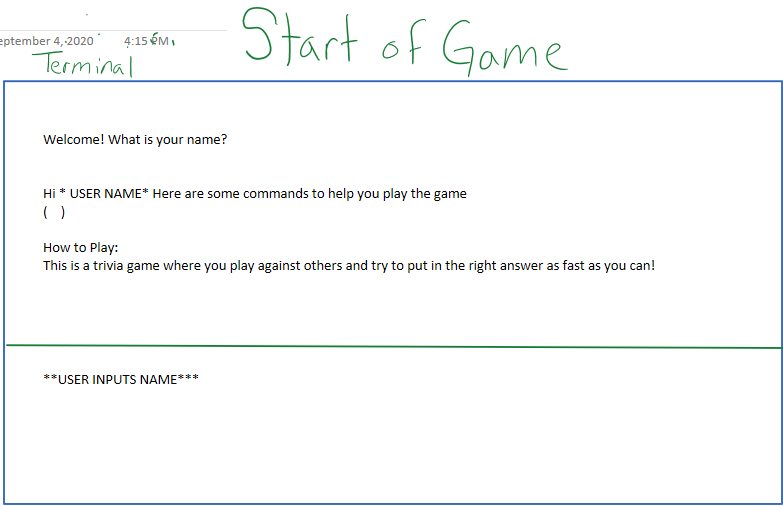 Start of Game
eptember 4, 2020 4:15 PM
Terminal
Welcome! What is your name?
Hi * USER NAME* Here are some commands to help you play the game
( )
How to Play:
This is a trivia game where you play against others and try to put in the right answer as fast as you can!
**USER INPUTS NAME***